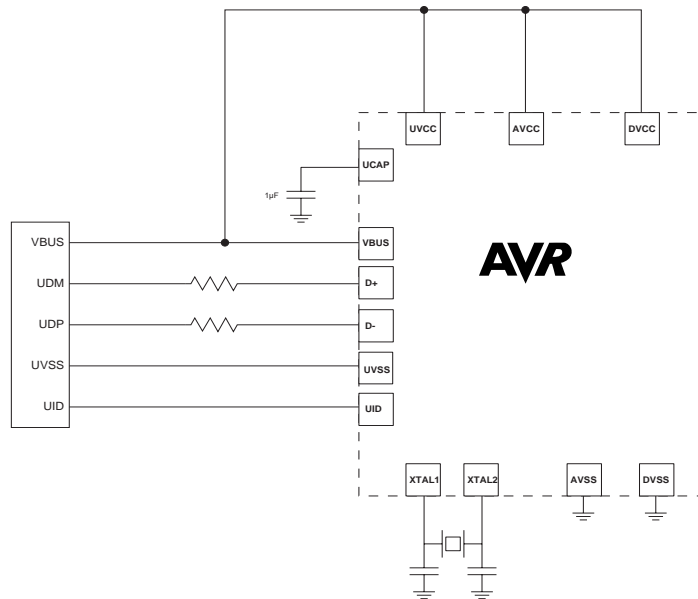 UVCC AVCC DVCC
UCAP
1µF
VBUS VBUS
AVR
UDM D+
UDP D-
UVSS UVSS
UID UID
XTAL1 XTAL2 AVSS DVSS